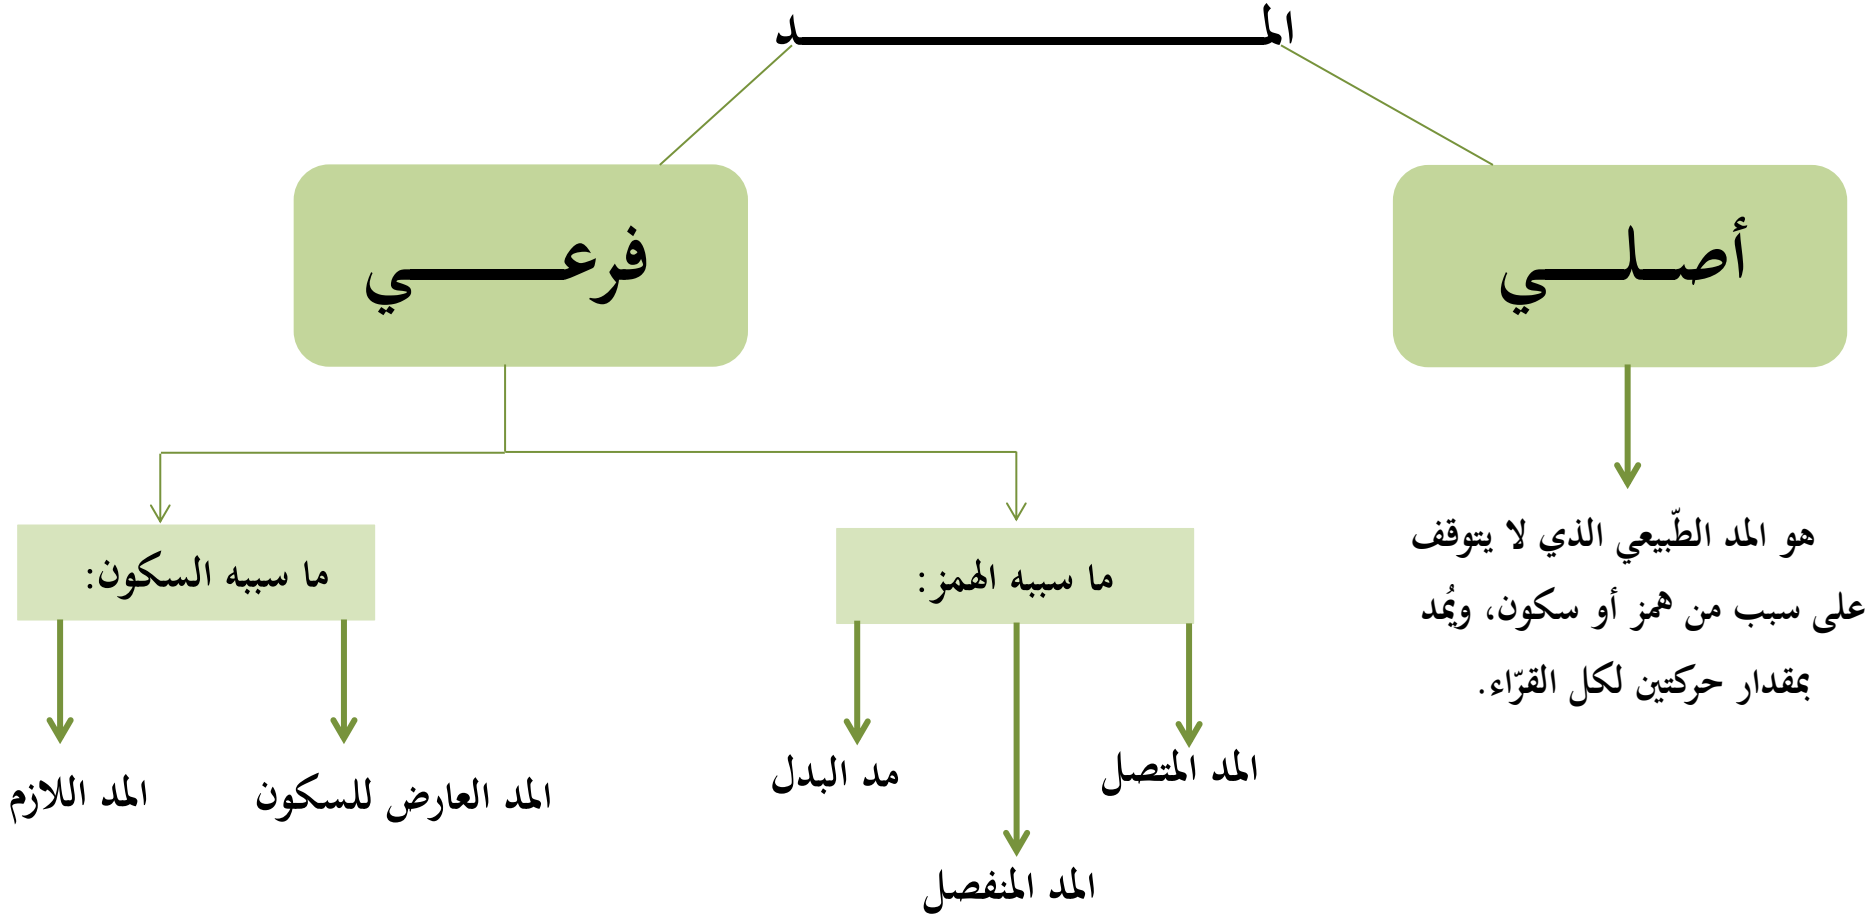 المـــــــــــــــــــــــــــــــــــد
أصـلـــي
فرعـــــــي
هو المد الطّبيعي الذي لا يتوقف
على سبب من همز أو سكون، ويُمد
بمقدار حركتين لكل القرّاء.
ما سببه الهمز:
المد المتصل
المد المنفصل
مد البدل
ما سببه السكون:
المد العارض للسكون
المد اللازم